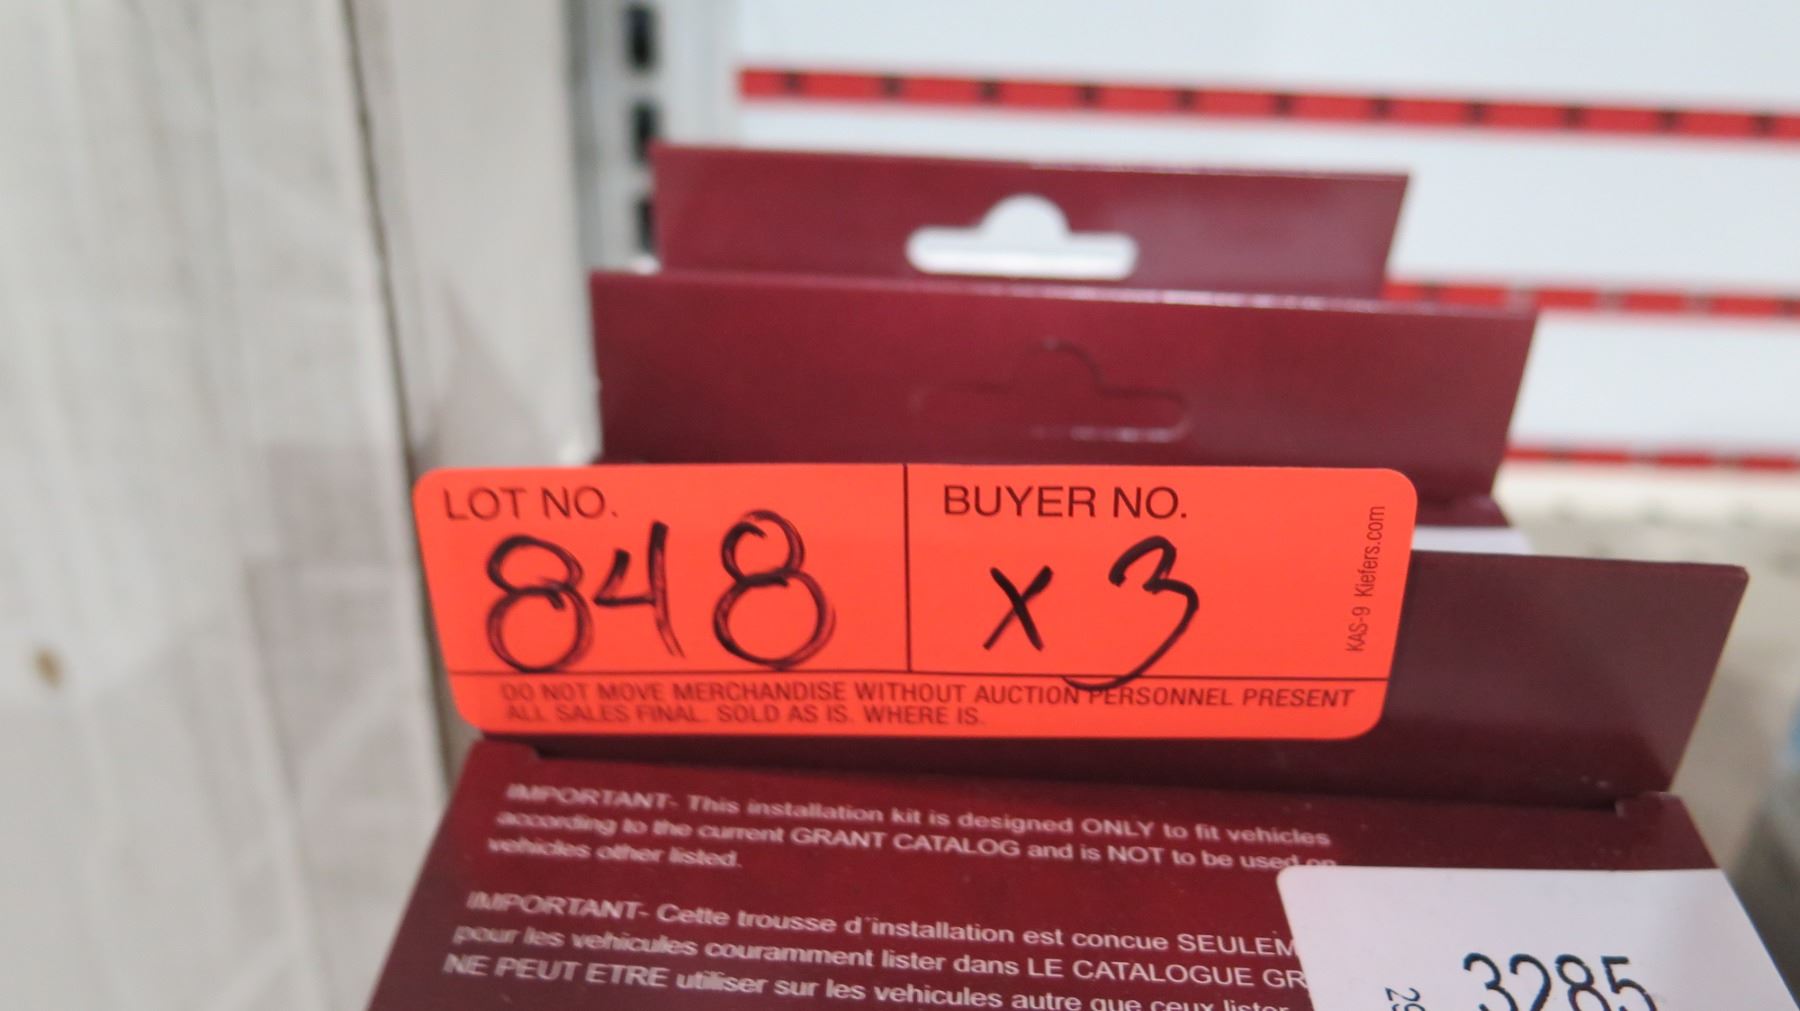 LOT NO.
848
BUYER NO.
x 3
KAS-9 Kiefers.com
DO NOT MOVE MERCHANDISE WITHOUT AUCTION PERSONNEL PRESENT
ALL SALES FINAL. SOLD AS IS. WHERE IS.
IMPORTANT- This installation kit is designed ONLY to fit vehicles
according to the current GRANT CATALOG and is NOT to be used on
vehicles other listed.
IMPORTANT- Cette trousse d'installation est concue SEULEM
pour les vehicules couramment lister dans LE CATALOGUE GR
NE PEUT ETRE utiliser sur les vehicules autre que ceux lister
3285